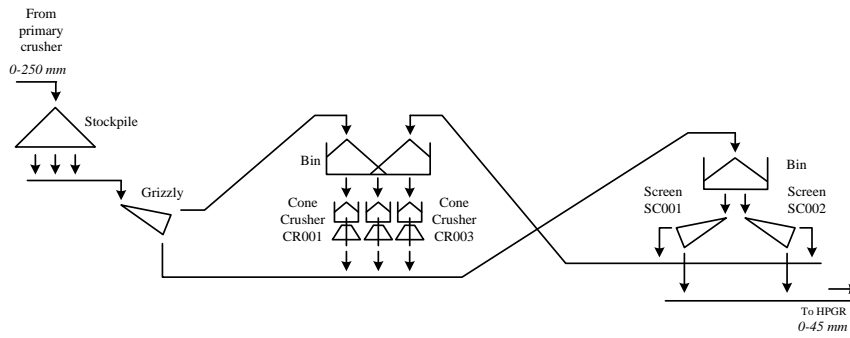 From
primary
crusher
0-250 mm
Stockpile
Grizzly
Bin
Cone
Crusher
CR001
Cone
Crusher
CR003
Bin
Screen
SC001
Screen
SC002
To HPGR
0-45 mm